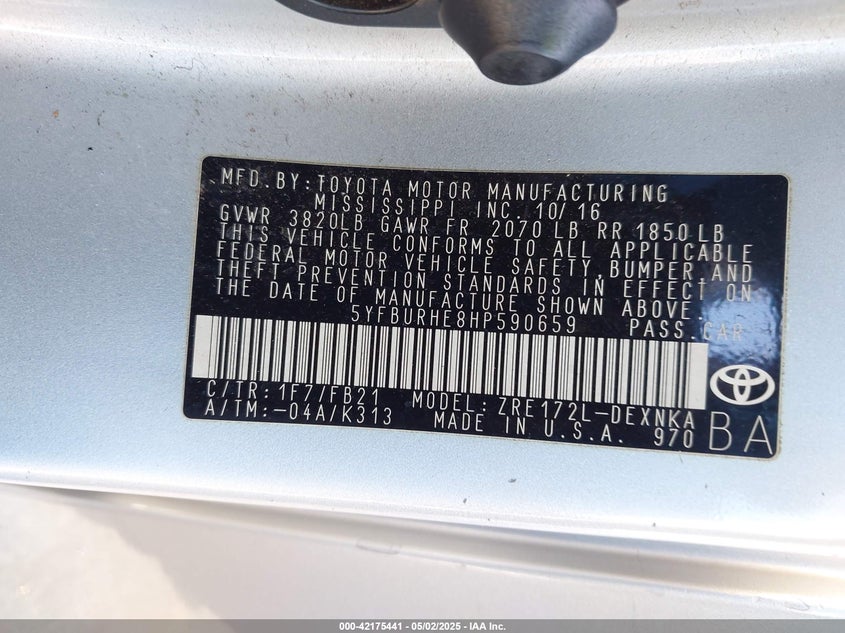 MFD.BY:TOYOTA MOTOR MANUFACTURING
MISSISSIPPI INC. 10/16
GVWR 3820LB GAWR FR 2070 LB RR 1850 LB
THIS VEHICLE CONFORMS TO ALL APPLICABLE
FEDERAL MOTOR VEHICLE SAFETY,BUMPER AND
THEFT PREVENTION STANDARDS IN EFFECT ON
THE DATE OF MANUFACTURE SHOWN ABOVE.
5YFBURHE8HP590659 PASS.CAR
C/TR: 1F7/FB21 MODEL: ZRE172L-DEXNKA
A/TM:-04A/K313 MADE IN U.S.A. 970
BA
000-42175441 - 05/02/2025 - IAA Inc.